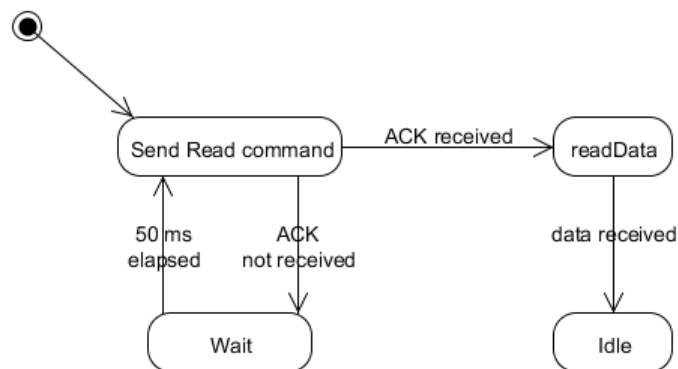 Send Read command
ACK received
readData
50 ms
elapsed
ACK
not received
data received
Wait
Idle